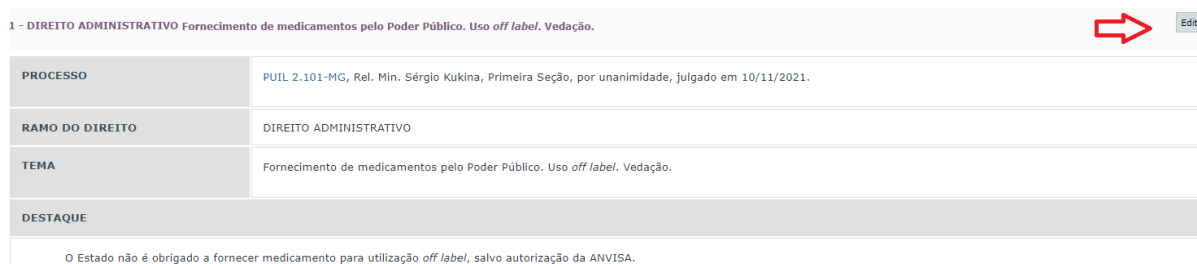 1 - DIREITO ADMINISTRATIVO Fornecimento de medicamentos pelo Poder Público. Uso off label. Vedação.
Edit
PROCESSO
PUIL 2.101-MG, Rel. Min. Sérgio Kukina, Primeira Seção, por unanimidade, julgado em 10/11/2021.
RAMO DO DIREITO
DIREITO ADMINISTRATIVO
TEMA
Fornecimento de medicamentos pelo Poder Público. Uso off label. Vedação.
DESTAQUE
O Estado não é obrigado a fornecer medicamento para utilização off label, salvo autorização da ANVISA.